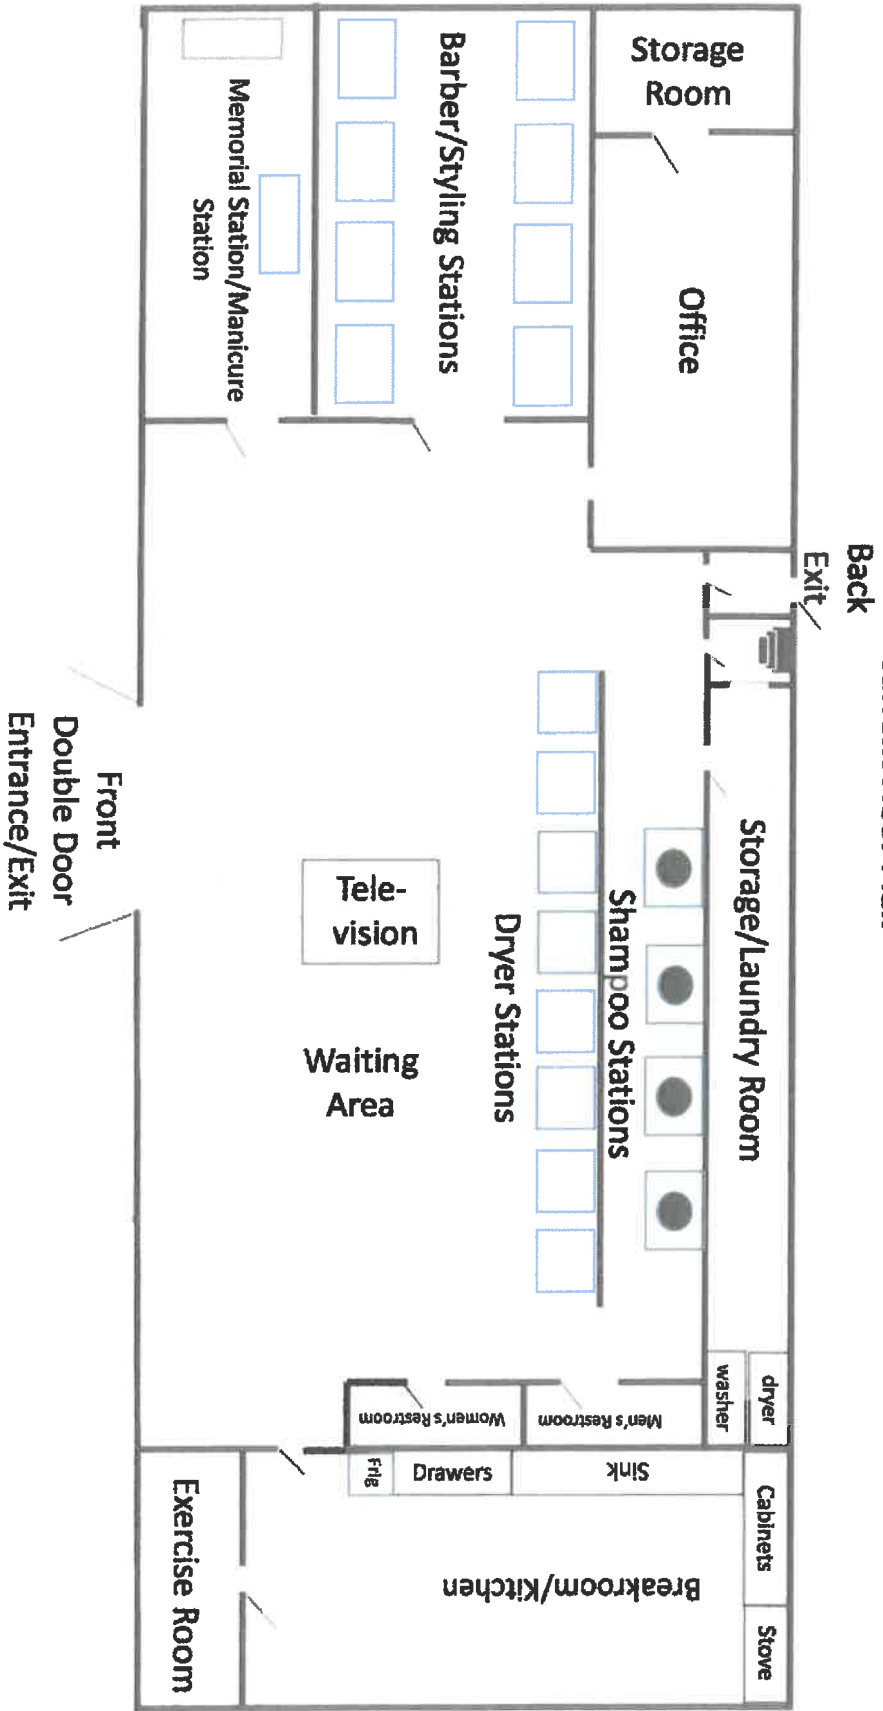 Storage
Room
Barber/Styling Stations
Memorial Station/Manicure
Station
Office
Back
Exit
Front
Double Door
Entrance/Exit
Tele-
vision
Waiting
Area
Dryer Stations
Shampoo Stations
Storage/Laundry Room
washer
dryer
Women's Restroom
Men's Restroom
Frig
Drawers
Sink
Cabinets
Stove
Breakroom/Kitchen
Exercise Room